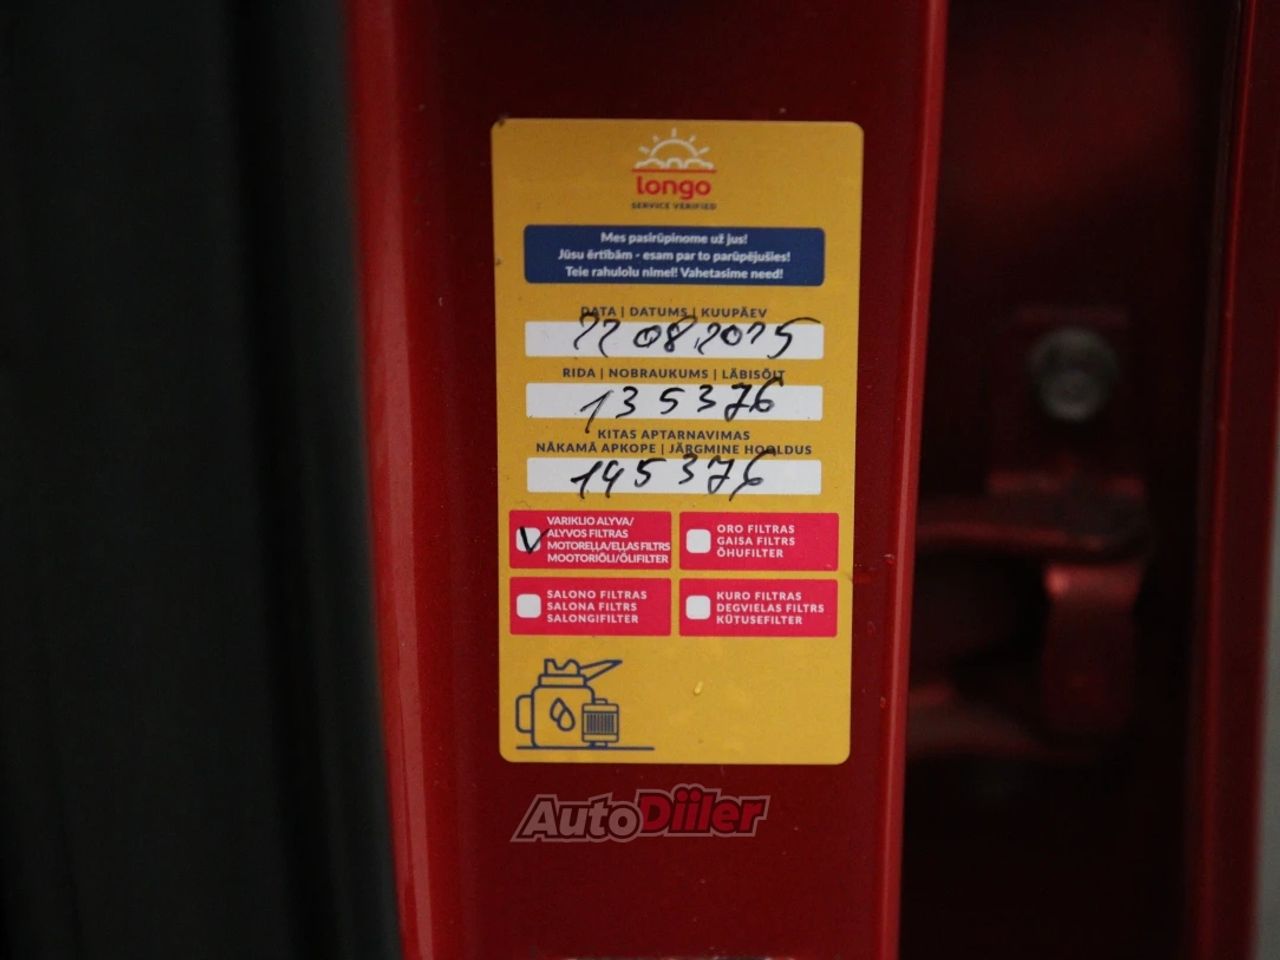 longo
SERVICE VERIFIED
Mes pasirūpinome už jus!
Jūsu ērtībām - esam par to parūpējušies!
Teie rahulolu nimel! Vahetasime need!
DATA | DATUMS | KUUPÄEV
22 08.2025
RIDA | NOBRAUKUMS | LÄBISÕIT
135376
KITAS APTARNAVIMAS
NĀKAMĀ APKOPE | JÄRGMINE HOOLDUS
145376
VARIKLIO ALYVA/
ALYVOS FILTRAS
MOTOREĻĻA/EĻĻAS FILTRS
MOOTORIÕLI/ÕLIFILTER
ORO FILTRAS
GAISA FILTRS
ÕHUFILTER
SALONO FILTRAS
SALONA FILTRS
SALONGIFILTER
KURO FILTRAS
DEGVIELAS FILTRS
KÜTUSEFILTER
AutoDiiler